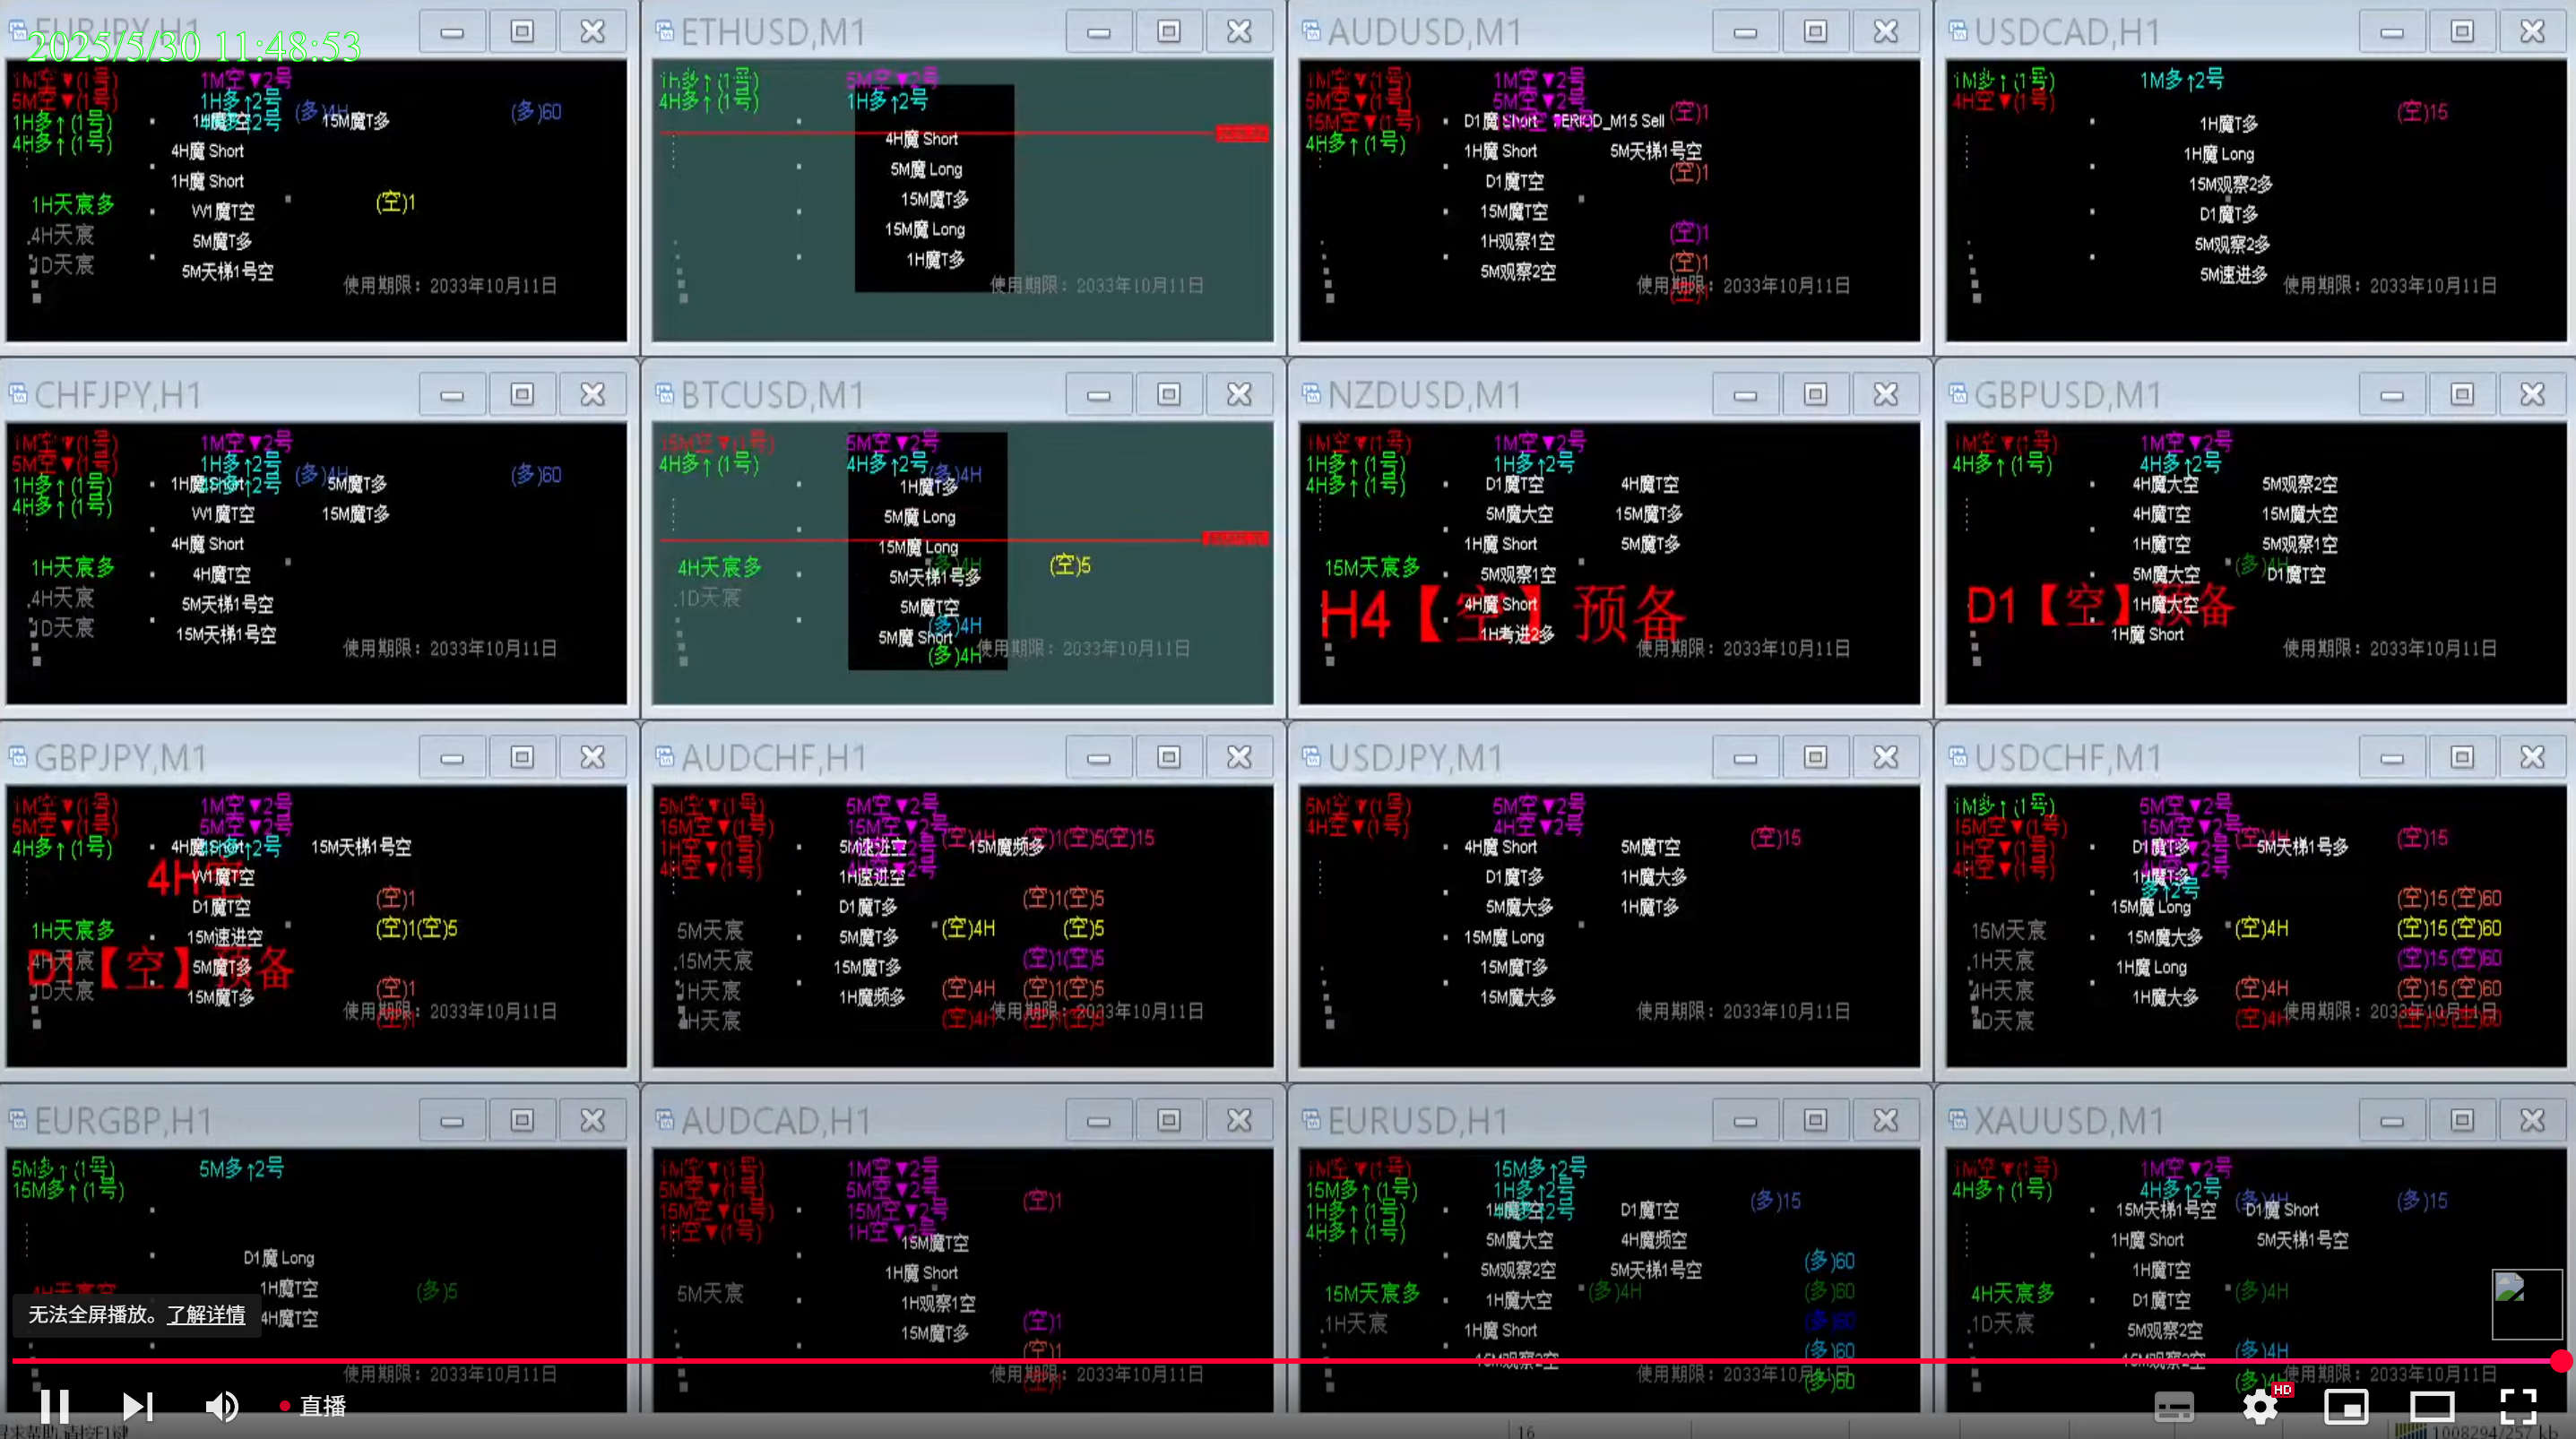 EURJPY,H1
2025/5/30 11:48:53
1M空▼(1号)
1M空▼2号
5M空▼(1号)
1H多↑2号
(多)4H
(多)60
1H多↑(1号)
15M魔T多
4H多↑(1号)
4H魔 Short
1H魔 Short
1H天宸多
W1魔T空
(空)1
4H天宸
5M魔T多
1D天宸
5M天梯1号空
使用期限：2033年10月11日
ETHUSD,M1
1h多↑(1号)
5M空▼2号
4H多↑(1号)
1H多↑2号
4H魔 Short
5M魔 Long
15M魔T多
15M魔 Long
1H魔T多
使用期限：2033年10月11日
AUDUSD,M1
1M空▼(1号)
1M空▼2号
5M空▼(1号)
5M空▼2号
(空)1
15M空▼(1号)
D1魔 Short
PERIOD_M15 Sell
4H多↑(1号)
1H魔 Short
5M天梯1号空
(空)1
D1魔T空
15M魔T空
(空)1
1H观察1空
(空)1
5M观察2空
使用期限：2033年10月11日
USDCAD,H1
1M多↑(1号)
1M多↑2号
4H空▼(1号)
(空)15
1H魔T多
1H魔 Long
15M观察2多
D1魔T多
5M观察2多
5M速进多
使用期限：2033年10月11日
CHFJPY,H1
1M空▼(1号)
1M空▼2号
5M空▼(1号)
1H多↑2号
(多)4H
(多)60
1H多↑(1号)
1H魔 Short
5M魔T多
4H多↑(1号)
W1魔T空
15M魔T多
4H魔 Short
1H天宸多
4H魔T空
4H天宸
5M天梯1号空
1D天宸
15M天梯1号空
使用期限：2033年10月11日
BTCUSD,M1
15M空▼(1号)
5M空▼2号
4H多↑(1号)
4H多↑2号
(多)4H
1H魔T多
5M魔 Long
15M魔 Long
4H天宸多
(空)5
5M天梯1号多
1D天宸
5M魔T空
(多)4H
5M魔 Short
(多)4H
使用期限：2033年10月11日
NZDUSD,M1
1M空▼(1号)
1M空▼2号
1H多↑(1号)
1H多↑2号
4H多↑(1号)
D1魔T空
4H魔T空
5M魔大空
15M魔T多
1H魔 Short
5M魔T多
15M天宸多
5M观察1空
H4【空】预备
4H魔 Short
1H考进2多
使用期限：2033年10月11日
GBPUSD,M1
1M空▼(1号)
1M空▼2号
4H多↑(1号)
4H多↑2号
4H魔大空
5M观察2空
4H魔T空
15M魔大空
1H魔T空
5M观察1空
5M魔大空
(多)4H
D1魔T空
D1【空】预备
1H魔大空
1H魔 Short
使用期限：2033年10月11日
GBPJPY,M1
1M空▼(1号)
1M空▼2号
5M空▼(1号)
5M空▼2号
4H多↑(1号)
4H魔 Short
15M天梯1号空
4H空
W1魔T空
(空)1
D1魔T空
1H天宸多
(空)1(空)5
15M速进空
4H天宸
D1【空】预备
5M魔T多
1D天宸
15M魔T多
(空)1
使用期限：2033年10月11日
AUDCHF,H1
5M空▼(1号)
5M空▼2号
15M空▼(1号)
15M空▼2号
(空)4H
(空)1(空)5(空)15
1H空▼(1号)
5M速进空
15M魔频多
4H空▼(1号)
1H速进空
D1魔T多
(空)1(空)5
5M天宸
5M魔T多
(空)4H
(空)5
15M天宸
15M魔T多
(空)1(空)5
1H天宸
1H魔频多
(空)4H
(空)1(空)5
4H天宸
(空)4H
使用期限：2033年10月11日
USDJPY,M1
5M空▼(1号)
5M空▼2号
4H空▼(1号)
4H空▼2号
(空)15
4H魔 Short
5M魔T空
D1魔T多
1H魔大多
5M魔大多
1H魔T多
15M魔 Long
15M魔T多
15M魔大多
使用期限：2033年10月11日
USDCHF,M1
1M多↑(1号)
5M空▼2号
15M空▼(1号)
15M空▼2号
(空)4H
(空)15
1H空▼(1号)
D1魔T多
5M天梯1号多
4H空▼(1号)
1H魔T多
多↑2号
15M魔 Long
(空)15(空)60
15M天宸
15M魔大多
(空)4H
(空)15(空)60
1H天宸
1H魔 Long
(空)15(空)60
4H天宸
1H魔大多
(空)4H
(空)15(空)60
1D天宸
(空)4H
(空)15(空)60
使用期限：2033年10月11日
EURGBP,H1
5M多↑(1号)
5M多↑2号
15M多↑(1号)
D1魔 Long
4H天宸空
1H魔T空
(多)5
4H魔T空
使用期限：2033年10月11日
AUDCAD,H1
1M空▼(1号)
1M空▼2号
5M空▼(1号)
5M空▼2号
(空)1
15M空▼(1号)
15M空▼2号
1H空▼(1号)
1H空▼2号
15M魔T空
1H魔 Short
5M天宸
1H观察1空
(空)1
15M魔T多
(空)1
使用期限：2033年10月11日
EURUSD,H1
1M空▼(1号)
15M多↑2号
15M多↑(1号)
1H多↑2号
(多)15
1H多↑(1号)
D1魔T空
4H多↑(1号)
5M魔大空
4H魔频空
(多)60
5M观察2空
5M天梯1号空
15M天宸多
1H魔大空
(多)4H
(多)60
1H天宸
1H魔 Short
(多)60
15M观察2空
(多)60
(多)60
使用期限：2033年10月11日
XAUUSD,M1
1M空▼(1号)
1M空▼2号
4H多↑(1号)
4H多↑2号
(多)4H
(多)15
15M天梯1号空
D1魔 Short
1H魔 Short
5M天梯1号空
1H魔T空
4H天宸多
D1魔T空
(多)4H
1D天宸
5M观察2空
15M观察2空
(多)4H
(多)4H
使用期限：2033年10月11日
无法全屏播放。了解详情
直播
HD
16
1008294/257 kb